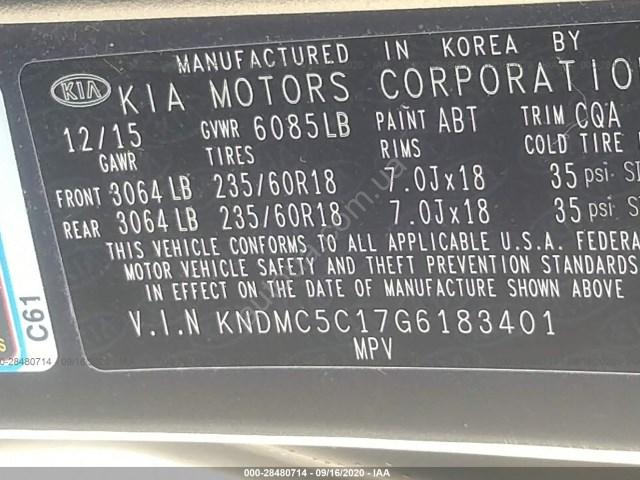 MANUFACTURED IN KOREA BY
KIA KIA MOTORS CORPORATION
12/15 GVWR 6085LB PAINT ABT TRIM CQA
GAWR TIRES RIMS COLD TIRE
FRONT 3064 LB 235/60R18 7.0Jx18 35 psi
REAR 3064 LB 235/60R18 7.0Jx18 35 psi
THIS VEHICLE CONFORMS TO ALL APPLICABLE U.S.A. FEDERA
MOTOR VEHICLE SAFETY AND THEFT PREVENTION STANDARDS
IN EFFECT ON THE DATE OF MANUFACTURE SHOWN ABOVE
V.I.N KNDMC5C17G6183401
MPV
C61
000-28480714 - 09/16/2020 - IAA